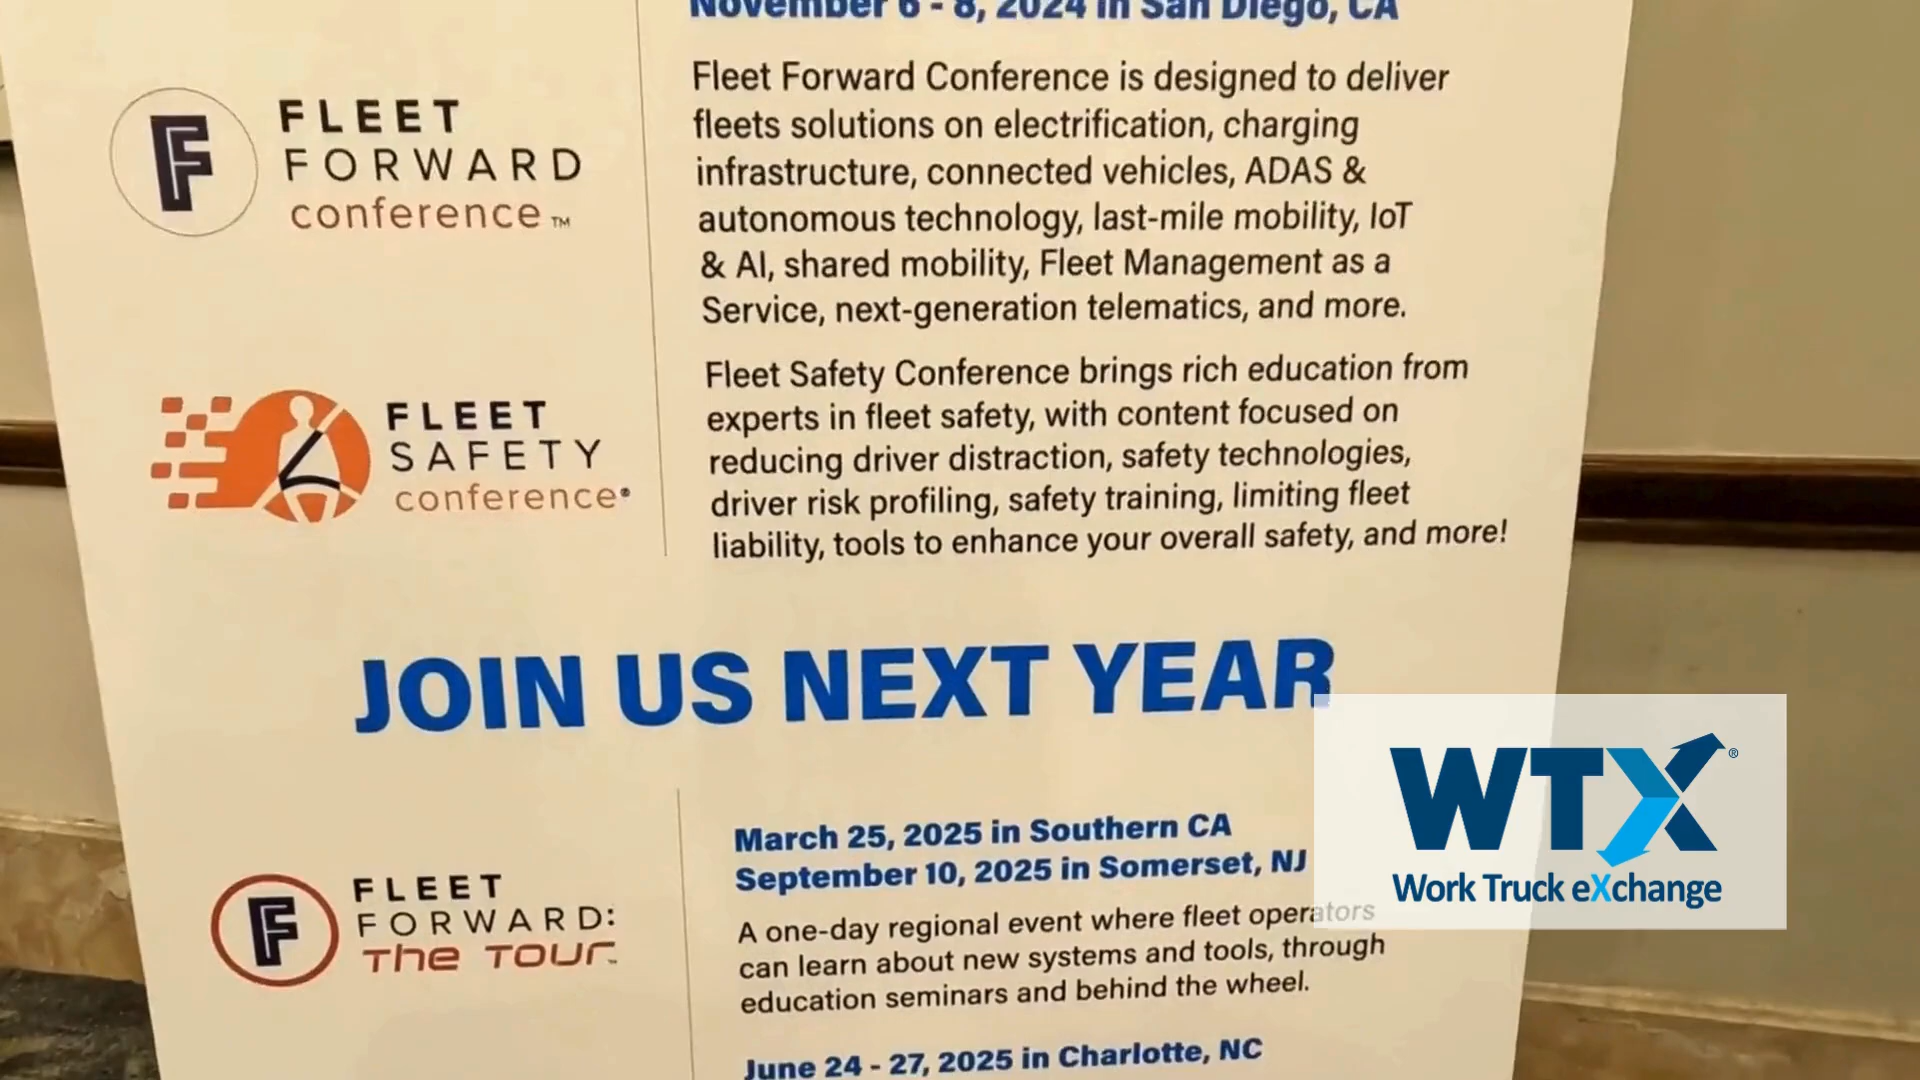 November 6 - 8, 2024 in San Diego, CA
FLEET
FORWARD
conference™
Fleet Forward Conference is designed to deliver
fleets solutions on electrification, charging
infrastructure, connected vehicles, ADAS &
autonomous technology, last-mile mobility, IoT
& AI, shared mobility, Fleet Management as a
Service, next-generation telematics, and more.
FLEET
SAFETY
conference®
Fleet Safety Conference brings rich education from
experts in fleet safety, with content focused on
reducing driver distraction, safety technologies,
driver risk profiling, safety training, limiting fleet
liability, tools to enhance your overall safety, and more!
JOIN US NEXT YEAR
FLEET
FORWARD:
The TOUR™
March 25, 2025 in Southern CA
September 10, 2025 in Somerset, NJ
A one-day regional event where fleet operators
can learn about new systems and tools, through
education seminars and behind the wheel.
June 24 - 27, 2025 in Charlotte, NC
WTX®
Work Truck eXchange